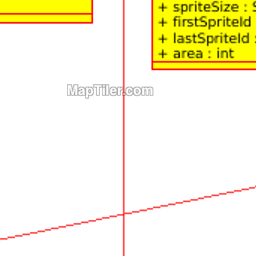 + spriteSize : S
+ firstSpriteId
+ lastSpriteId :
+ area : int
MapTiler.com